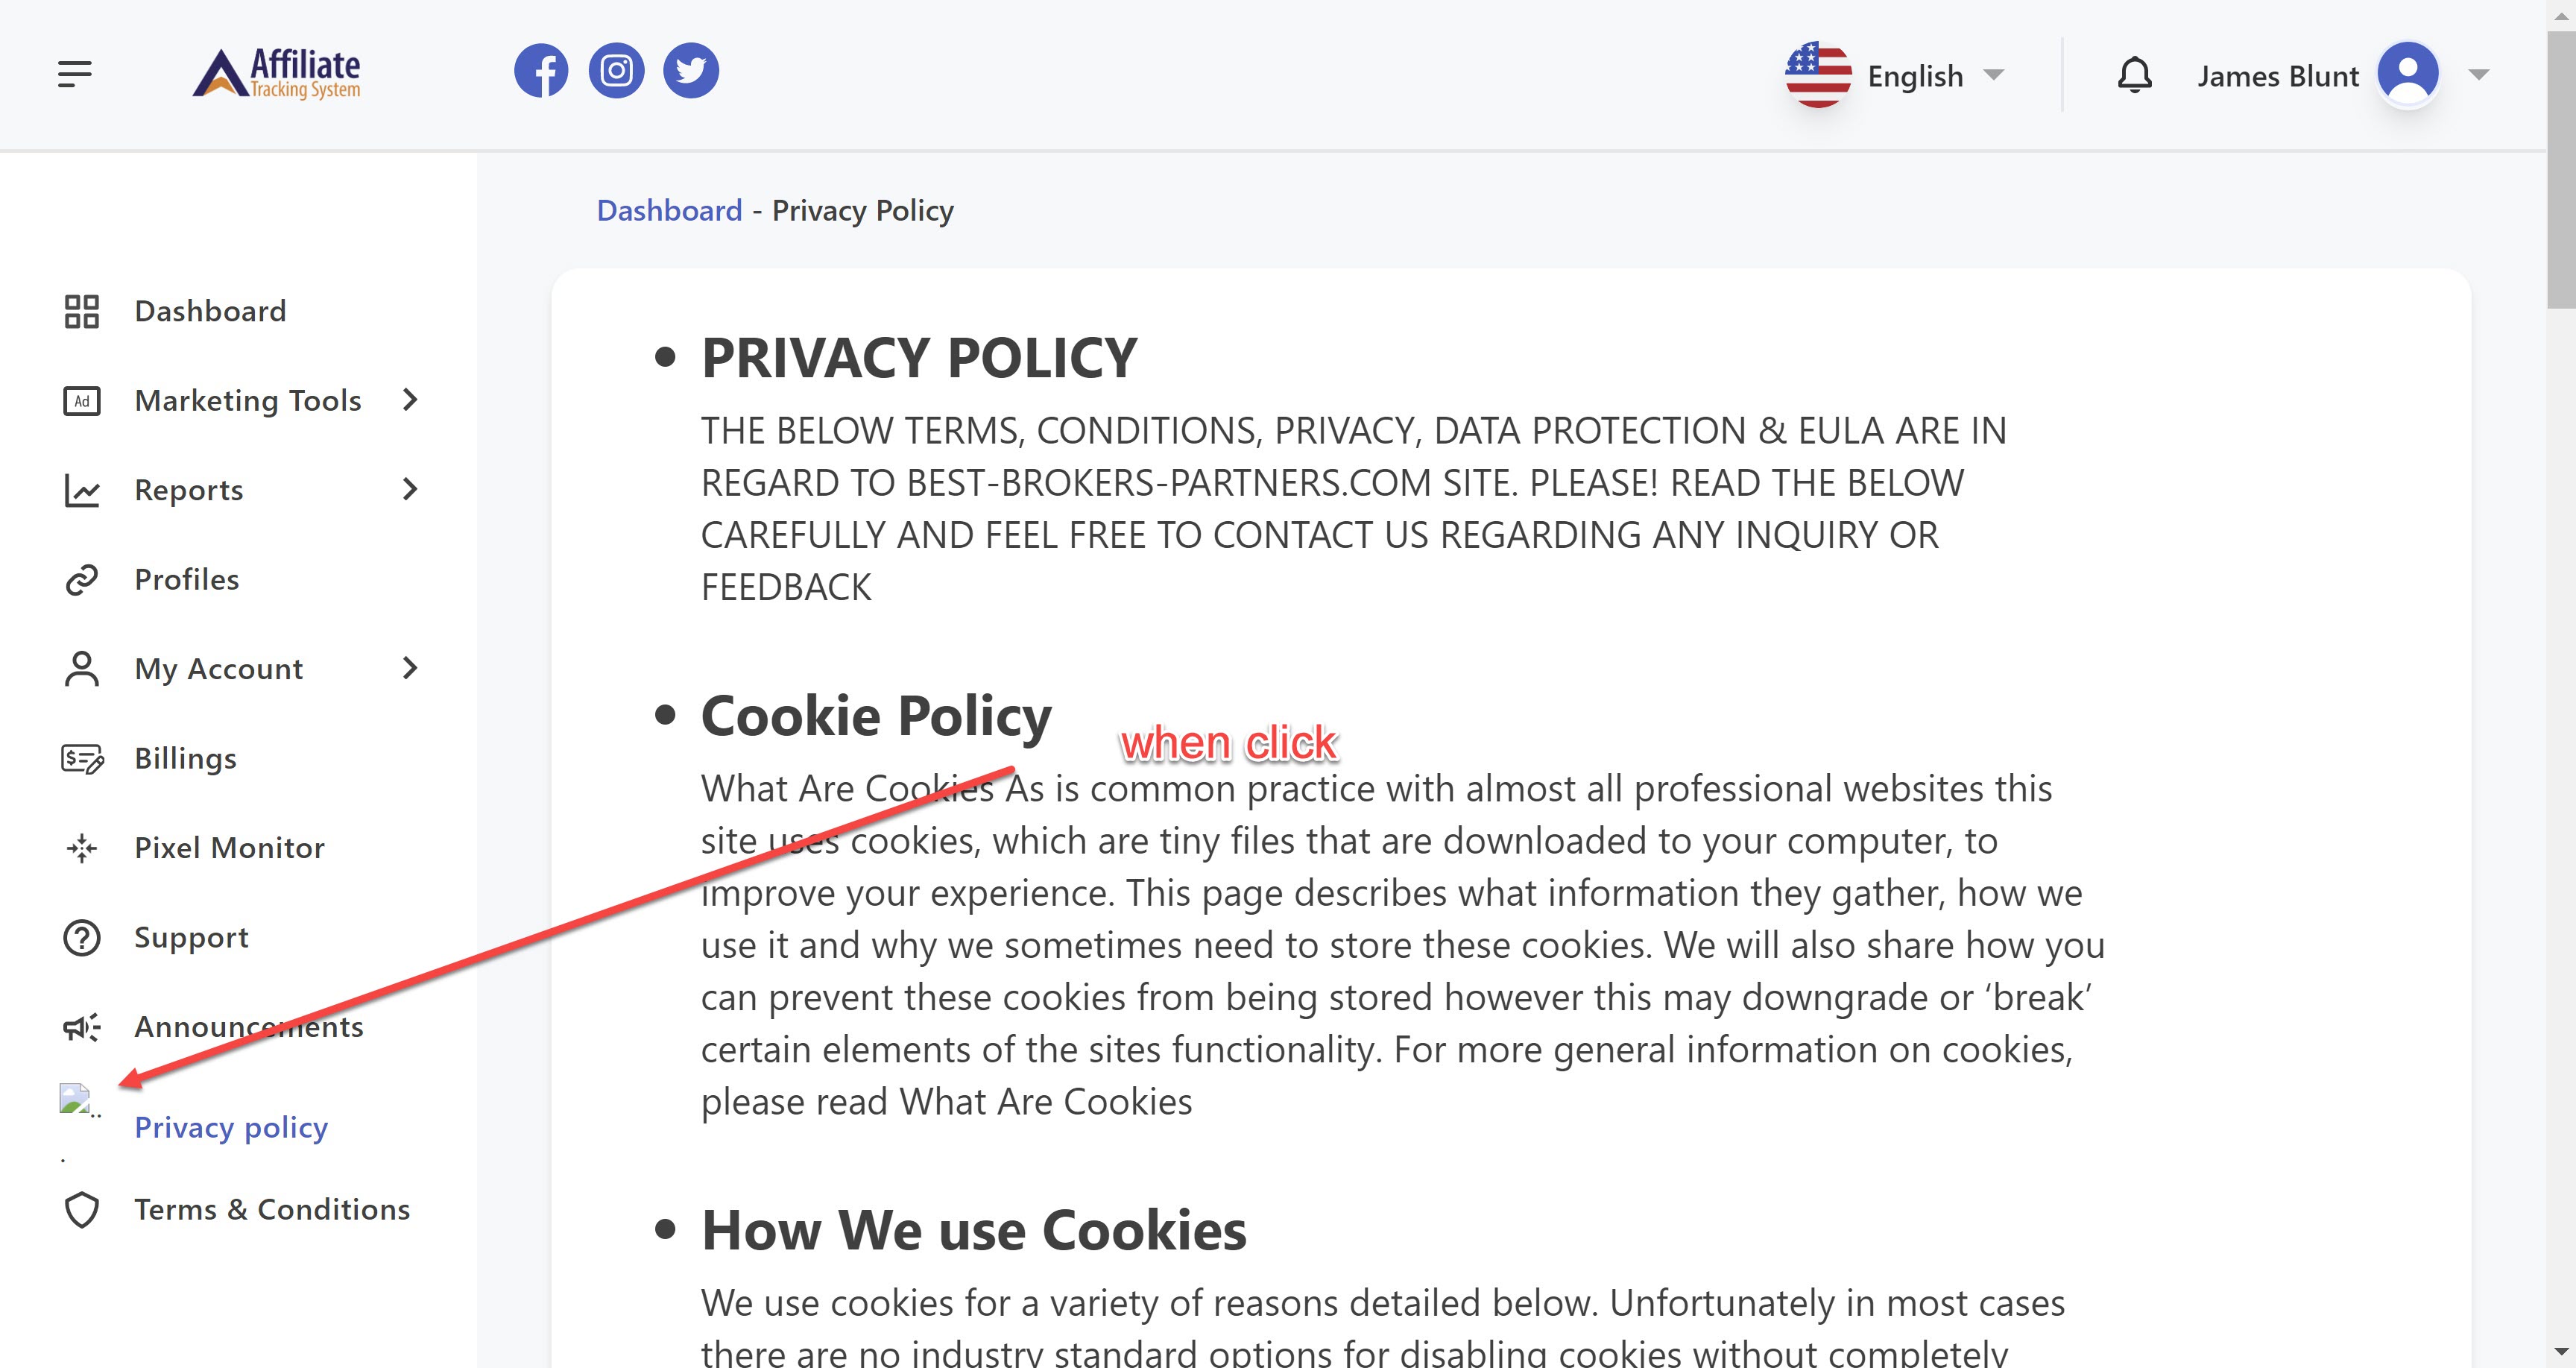 Affiliate
Tracking System
English
James Blunt
Dashboard - Privacy Policy
Dashboard
Ad
Marketing Tools
Reports
Profiles
My Account
$
Billings
Pixel Monitor
?
Support
Announcements
...
Privacy policy
Terms & Conditions
• PRIVACY POLICY
THE BELOW TERMS, CONDITIONS, PRIVACY, DATA PROTECTION & EULA ARE IN
REGARD TO BEST-BROKERS-PARTNERS.COM SITE. PLEASE! READ THE BELOW
CAREFULLY AND FEEL FREE TO CONTACT US REGARDING ANY INQUIRY OR
FEEDBACK
• Cookie Policy
when click
What Are Cookies As is common practice with almost all professional websites this
site uses cookies, which are tiny files that are downloaded to your computer, to
improve your experience. This page describes what information they gather, how we
use it and why we sometimes need to store these cookies. We will also share how you
can prevent these cookies from being stored however this may downgrade or ‘break’
certain elements of the sites functionality. For more general information on cookies,
please read What Are Cookies
• How We use Cookies
We use cookies for a variety of reasons detailed below. Unfortunately in most cases
there are no industry standard options for disabling cookies without completely